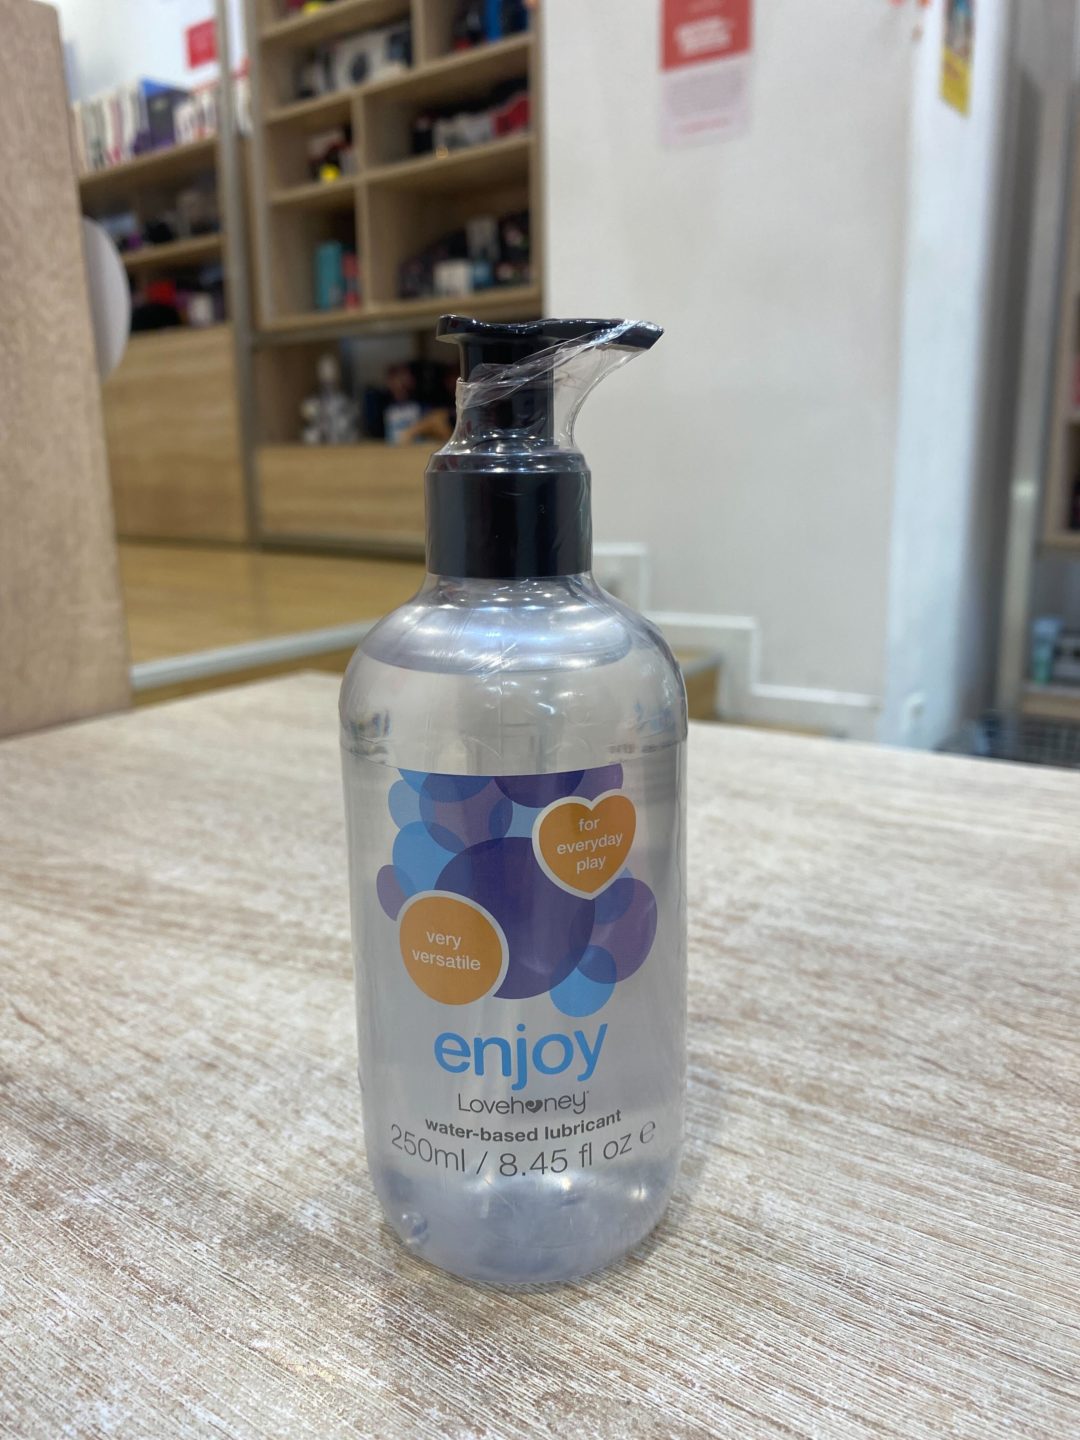 for
everyday
play
very
versatile
enjoy
Lovehoney
water-based lubricant
250ml / 8.45 fl oz e